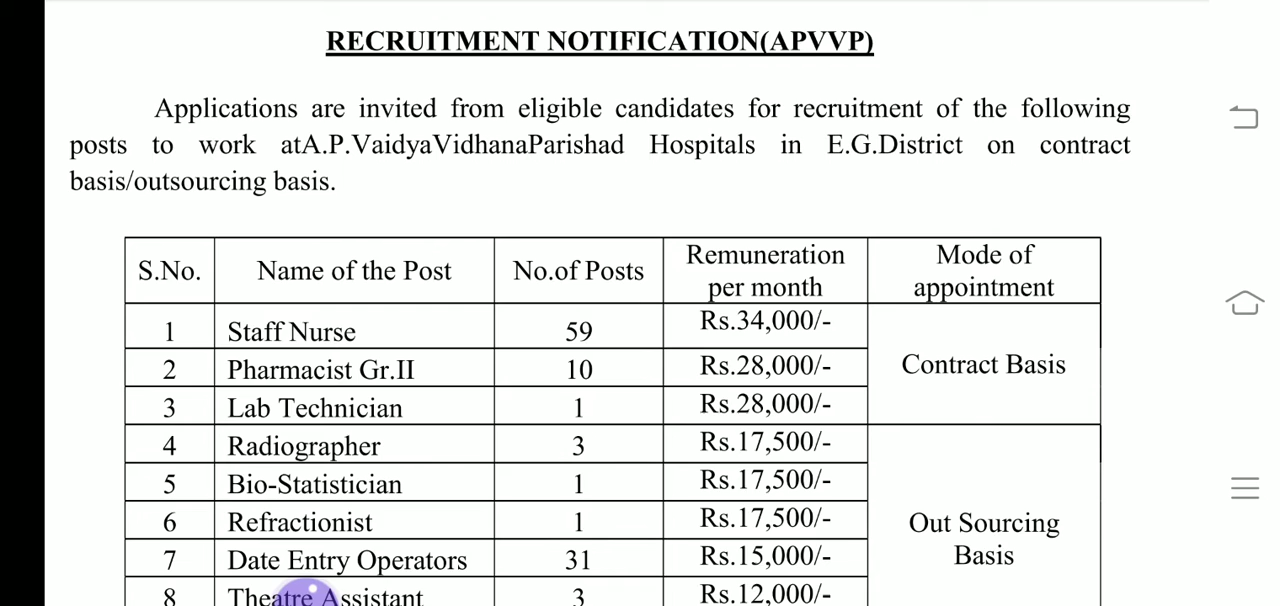 RECRUITMENT NOTIFICATION(APVVP)
Applications are invited from eligible candidates for recruitment of the following
posts to work atA.P.VaidyaVidhanaParishad Hospitals in E.G.District on contract
basis/outsourcing basis.
S.No. Name of the Post No.of Posts Remuneration per month Mode of appointment
1 Staff Nurse 59 Rs.34,000/- Contract Basis
2 Pharmacist Gr.II 10 Rs.28,000/-
3 Lab Technician 1 Rs.28,000/-
4 Radiographer 3 Rs.17,500/- Out Sourcing Basis
5 Bio-Statistician 1 Rs.17,500/-
6 Refractionist 1 Rs.17,500/-
7 Date Entry Operators 31 Rs.15,000/-
8 Theatre Assistant 3 Rs.12,000/-